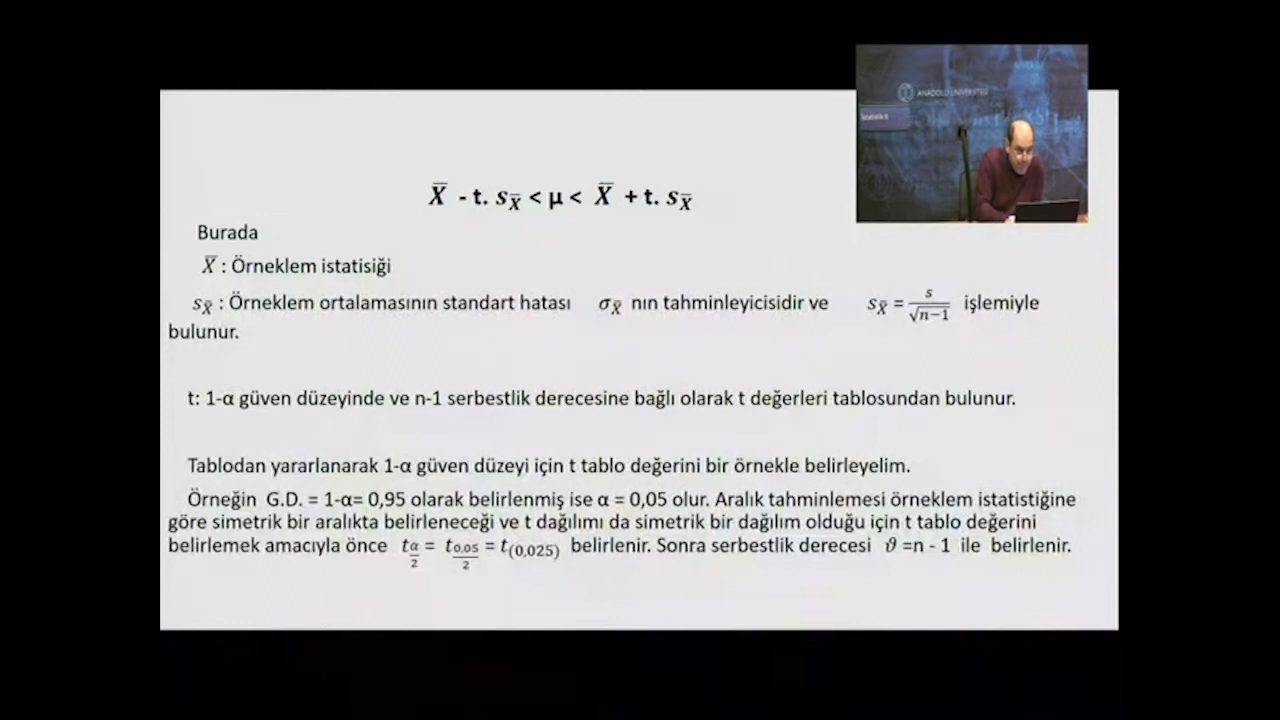 ANADOLU ÜNİVERSİTESİ
X̅ - t. s_X̅ < μ < X̅ + t. s_X̅
Burada
X̅ : Örneklem istatisiği
s_X̅ : Örneklem ortalamasının standart hatası σ_X̅ nın tahminleyicisidir ve s_X̅ = s/√n−1 işlemiyle
bulunur.
t: 1-α güven düzeyinde ve n-1 serbestlik derecesine bağlı olarak t değerleri tablosundan bulunur.
Tablodan yararlanarak 1-α güven düzeyi için t tablo değerini bir örnekle belirleyelim.
Örneğin G.D. = 1-α= 0,95 olarak belirlenmiş ise α = 0,05 olur. Aralık tahminlemesi örneklem istatistiğine
göre simetrik bir aralıkta belirleneceği ve t dağılımı da simetrik bir dağılım olduğu için t tablo değerini
belirlemek amacıyla önce t_α/2 = t_0,05/2 = t_(0,025) belirlenir. Sonra serbestlik derecesi ϑ =n - 1 ile belirlenir.